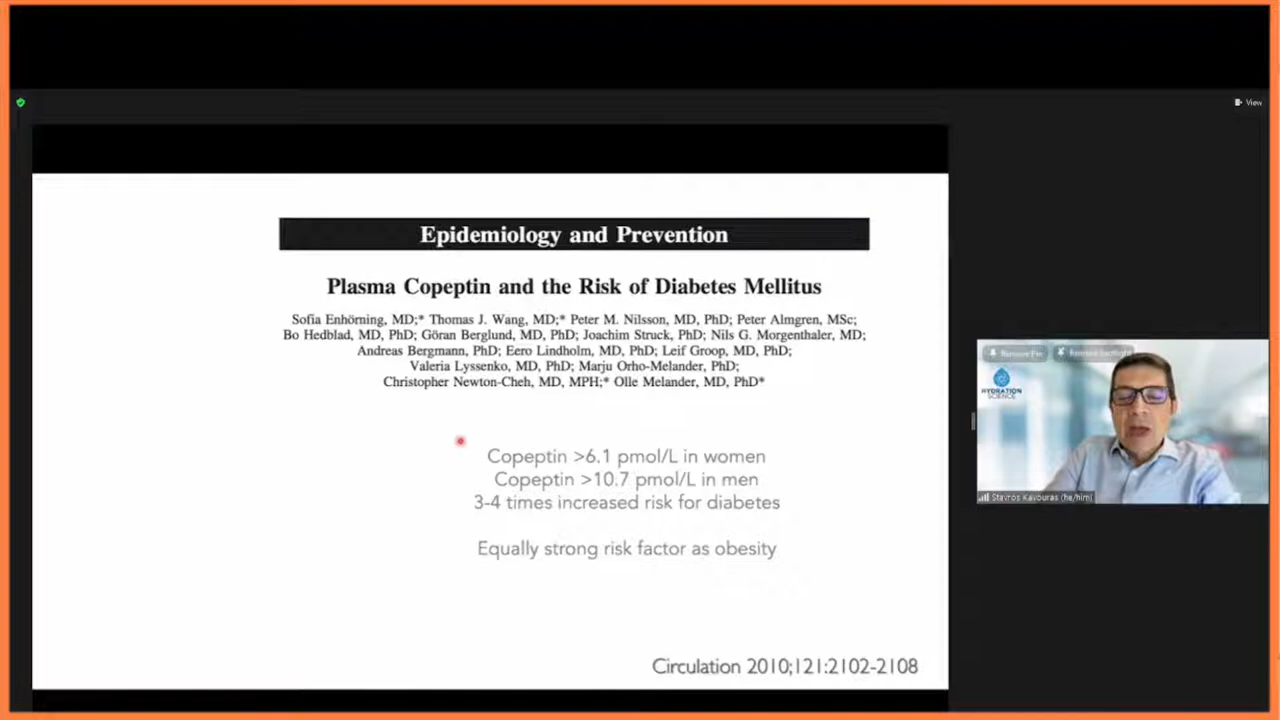 View
Epidemiology and Prevention
Plasma Copeptin and the Risk of Diabetes Mellitus
Sofia Enhörning, MD;* Thomas J. Wang, MD;* Peter M. Nilsson, MD, PhD; Peter Almgren, MSc;
Bo Hedblad, MD, PhD; Göran Berglund, MD, PhD; Joachim Struck, PhD; Nils G. Morgenthaler, MD;
Andreas Bergmann, PhD; Eero Lindholm, MD, PhD; Leif Groop, MD, PhD;
Valeria Lyssenko, MD, PhD; Marju Orho-Melander, PhD;
Christopher Newton-Cheh, MD, MPH;* Olle Melander, MD, PhD*
Copeptin >6.1 pmol/L in women
Copeptin >10.7 pmol/L in men
3-4 times increased risk for diabetes
Equally strong risk factor as obesity
Circulation 2010;121:2102-2108
Remove Pin
Remove Spotlight
HYDRATION
SCIENCE
Stavros Kavouras (he/him)